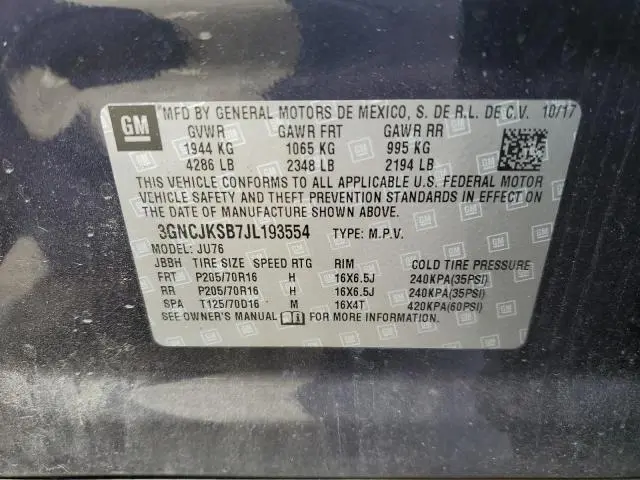 GM MFD BY GENERAL MOTORS DE MEXICO, S. DE R.L. DE C.V. 10/17
GVWR GAWR FRT GAWR RR
1944 KG 1065 KG 995 KG
4286 LB 2348 LB 2194 LB
THIS VEHICLE CONFORMS TO ALL APPLICABLE U.S. FEDERAL MOTOR
VEHICLE SAFETY AND THEFT PREVENTION STANDARDS IN EFFECT ON
THE DATE OF MANUFACTURE SHOWN ABOVE.
3GNCJKSB7JL193554 TYPE: M.P.V.
MODEL: JU76
JBBH TIRE SIZE SPEED RTG RIM COLD TIRE PRESSURE
FRT P205/70R16 H 16X6.5J 240KPA(35PSI)
RR P205/70R16 H 16X6.5J 240KPA(35PSI)
SPA T125/70D16 M 16X4T 420KPA(60PSI)
SEE OWNER'S MANUAL FOR MORE INFORMATION.